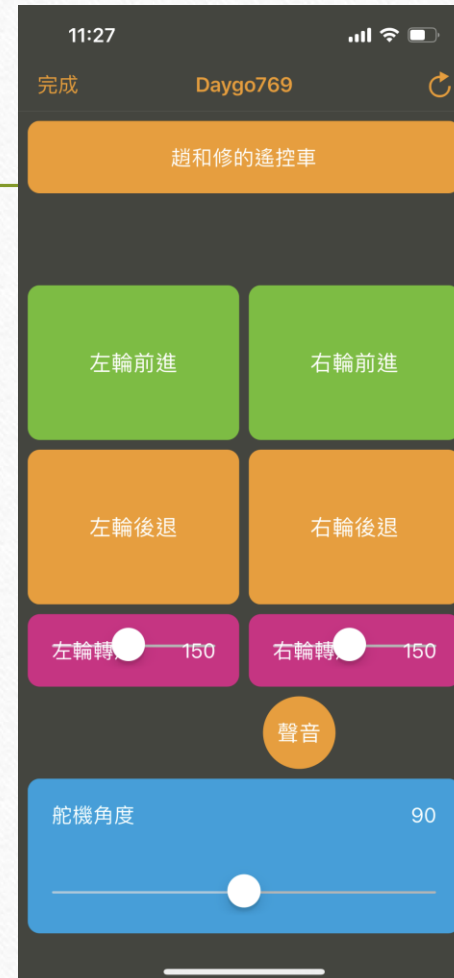 11:27
完成 Daygo769
趙和修的遙控車
左輪前進 右輪前進
左輪後退 右輪後退
左輪轉 150 右輪轉 150
聲音
舵機角度 90